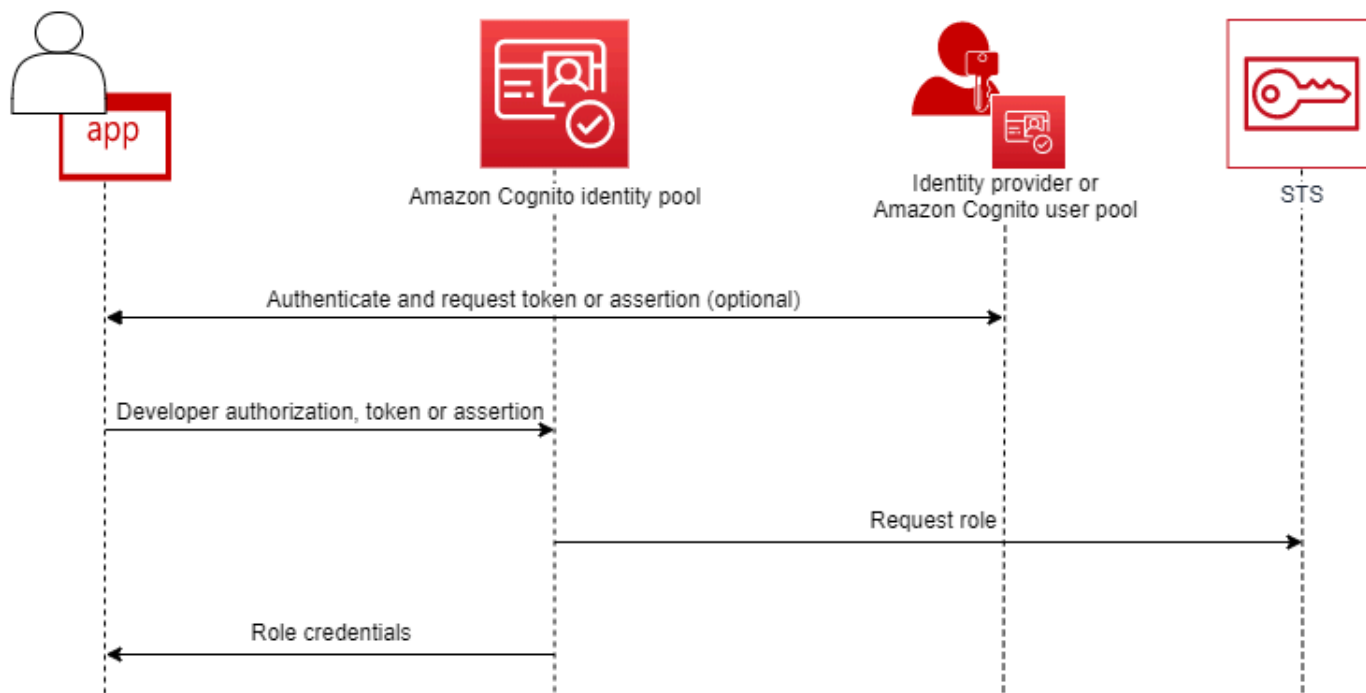 app
Amazon Cognito identity pool
Identity provider or
Amazon Cognito user pool
STS
Authenticate and request token or assertion (optional)
Developer authorization, token or assertion
Request role
Role credentials